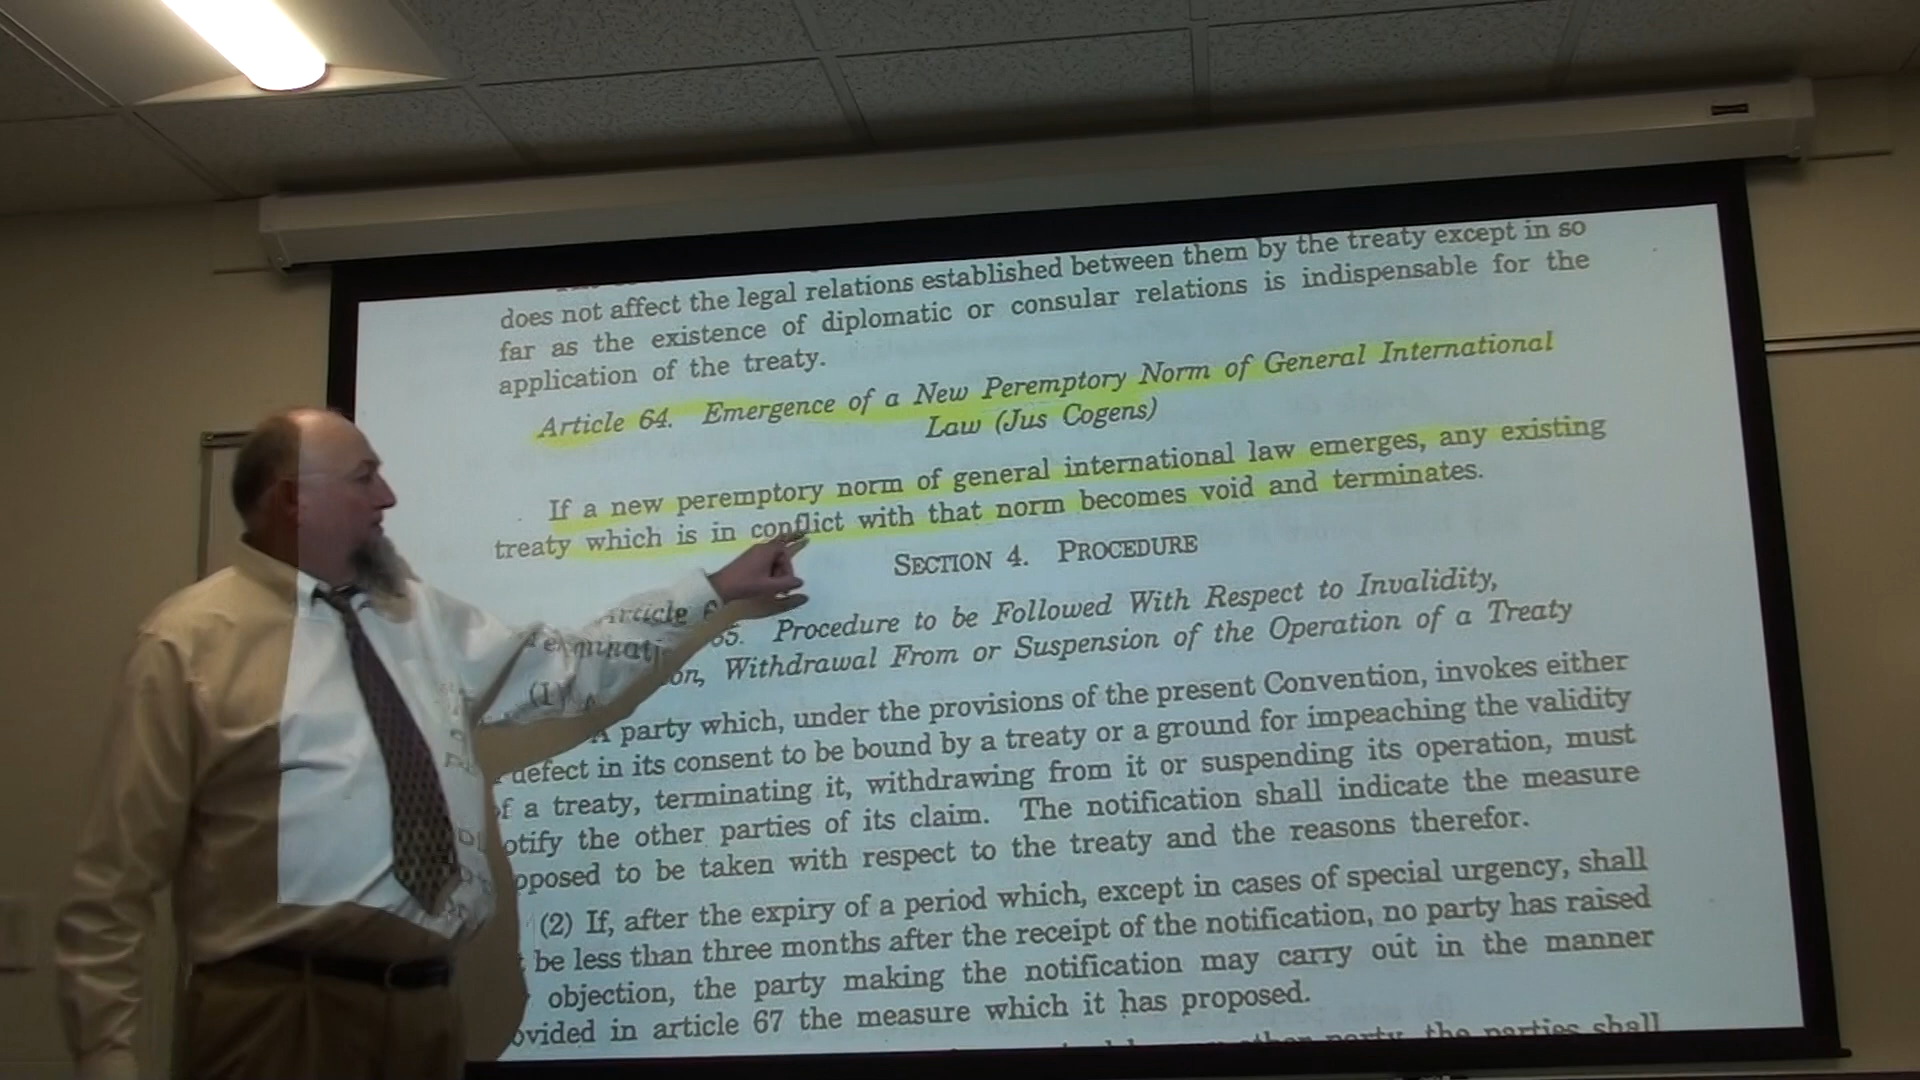 does not affect the legal relations established between them by the treaty except in so
far as the existence of diplomatic or consular relations is indispensable for the
application of the treaty.
Article 64. Emergence of a New Peremptory Norm of General International
Law (Jus Cogens)
If a new peremptory norm of general international law emerges, any existing
treaty which is in conflict with that norm becomes void and terminates.
SECTION 4. PROCEDURE
Article 65. Procedure to be Followed With Respect to Invalidity,
Termination, Withdrawal From or Suspension of the Operation of a Treaty
(1) A party which, under the provisions of the present Convention, invokes either
defect in its consent to be bound by a treaty or a ground for impeaching the validity
of a treaty, terminating it, withdrawing from it or suspending its operation, must
otify the other parties of its claim. The notification shall indicate the measure
oposed to be taken with respect to the treaty and the reasons therefor.
(2) If, after the expiry of a period which, except in cases of special urgency, shall
be less than three months after the receipt of the notification, no party has raised
objection, the party making the notification may carry out in the manner
ovided in article 67 the measure which it has proposed.
party, the parties shall